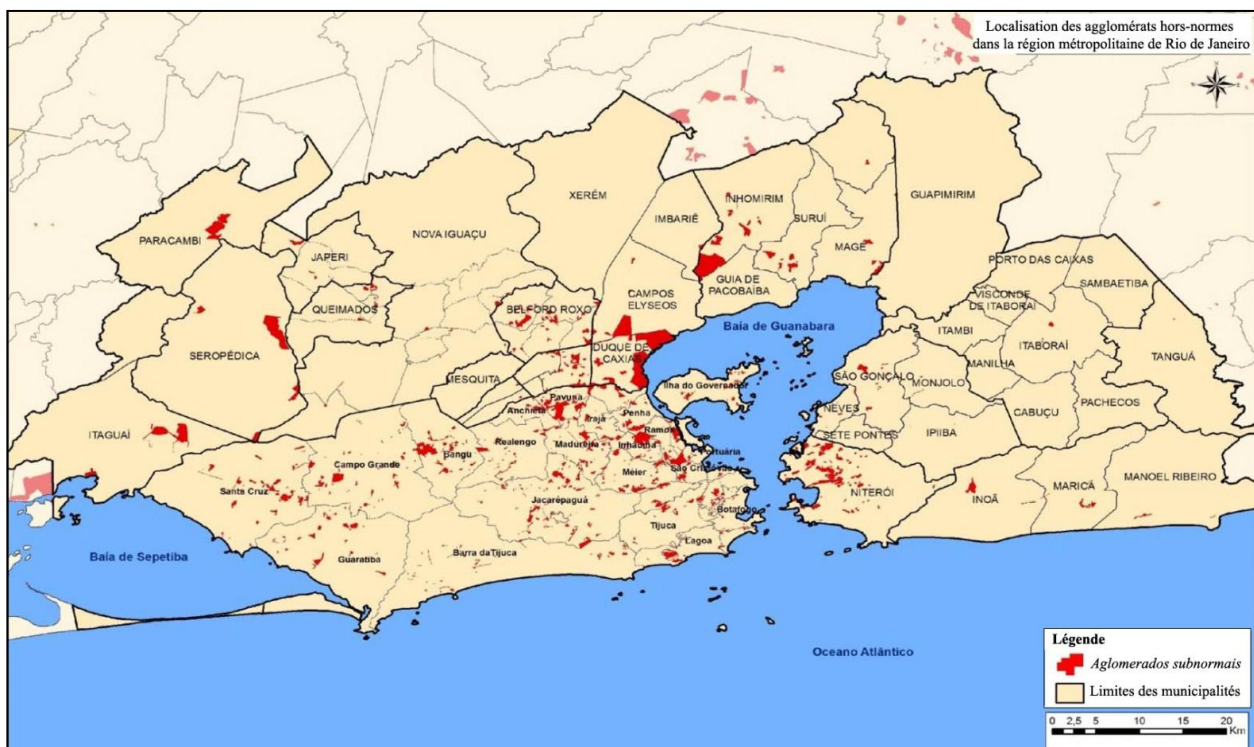 Localisation des agglomérats hors-normes
dans la région métropolitaine de Rio de Janeiro
XERÉM
GUAPIMIRIM
INHOMIRIM
IMBARIÊ
SURUÍ
NOVA IGUAÇU
PARACAMBI
MAGÉ
JAPERI
PORTO DAS CAIXAS
GUIA DE
PACOBAÍBA
SAMBAETIBA
CAMPOS
ELYSEOS
VISCONDE
DE ITABORAÍ
QUEIMADOS
BELFORD ROXO
Baía de Guanabara
ITAMBI
ITABORAÍ
DUQUE DE
CAXIAS
SEROPÉDICA
TANGUÁ
MANILHA
SÃO GONÇALO
MESQUITA
MONJOLO
Ilha do Governador
Pavuna
PACHECOS
NEVES
CABUÇU
Anchieta
Irajá
Penha
Ramos
ITAGUAÍ
SETE PONTES
IPIIBA
Realengo
Madureira
Inhaúma
Portuária
Bangu
Campo Grande
Méier
São Cristóvão
MARICÁ
MANOEL RIBEIRO
Santa Cruz
NITERÓI
INOÃ
Jacarépaguá
Botafogo
Tijuca
Lagoa
Baía de Sepetiba
Guaratiba
Barra da Tijuca
Oceano Atlântico
Légende
Aglomerados subnormais
Limites des municipalités
0 2,5 5 10 15 20
Km